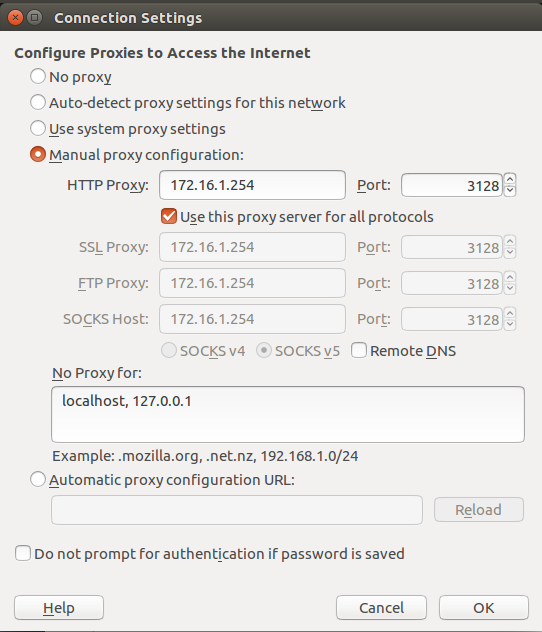 Connection Settings
Configure Proxies to Access the Internet
No proxy
Auto-detect proxy settings for this network
Use system proxy settings
Manual proxy configuration:
HTTP Proxy: 172.16.1.254 Port: 3128
Use this proxy server for all protocols
SSL Proxy: 172.16.1.254 Port: 3128
FTP Proxy: 172.16.1.254 Port: 3128
SOCKS Host: 172.16.1.254 Port: 3128
SOCKS v4 SOCKS v5 Remote DNS
No Proxy for:
localhost, 127.0.0.1
Example: .mozilla.org, .net.nz, 192.168.1.0/24
Automatic proxy configuration URL:
Reload
Do not prompt for authentication if password is saved
Help Cancel OK